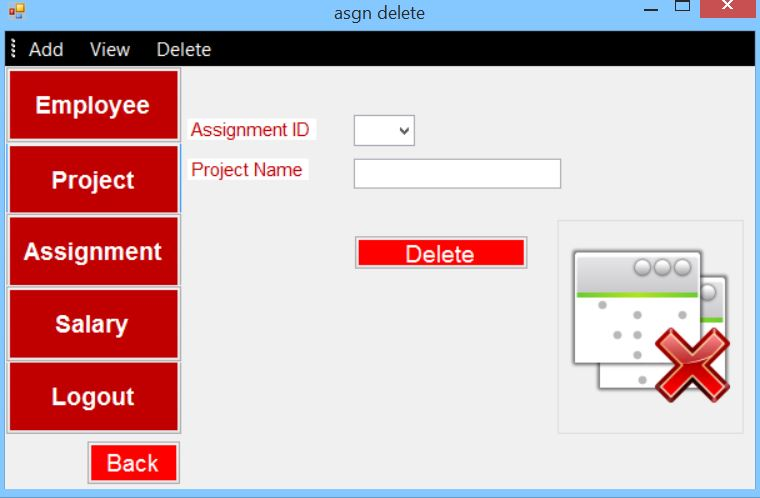 asgn delete
Add View Delete
Employee
Project
Assignment
Salary
Logout
Back
Assignment ID
Project Name
Delete